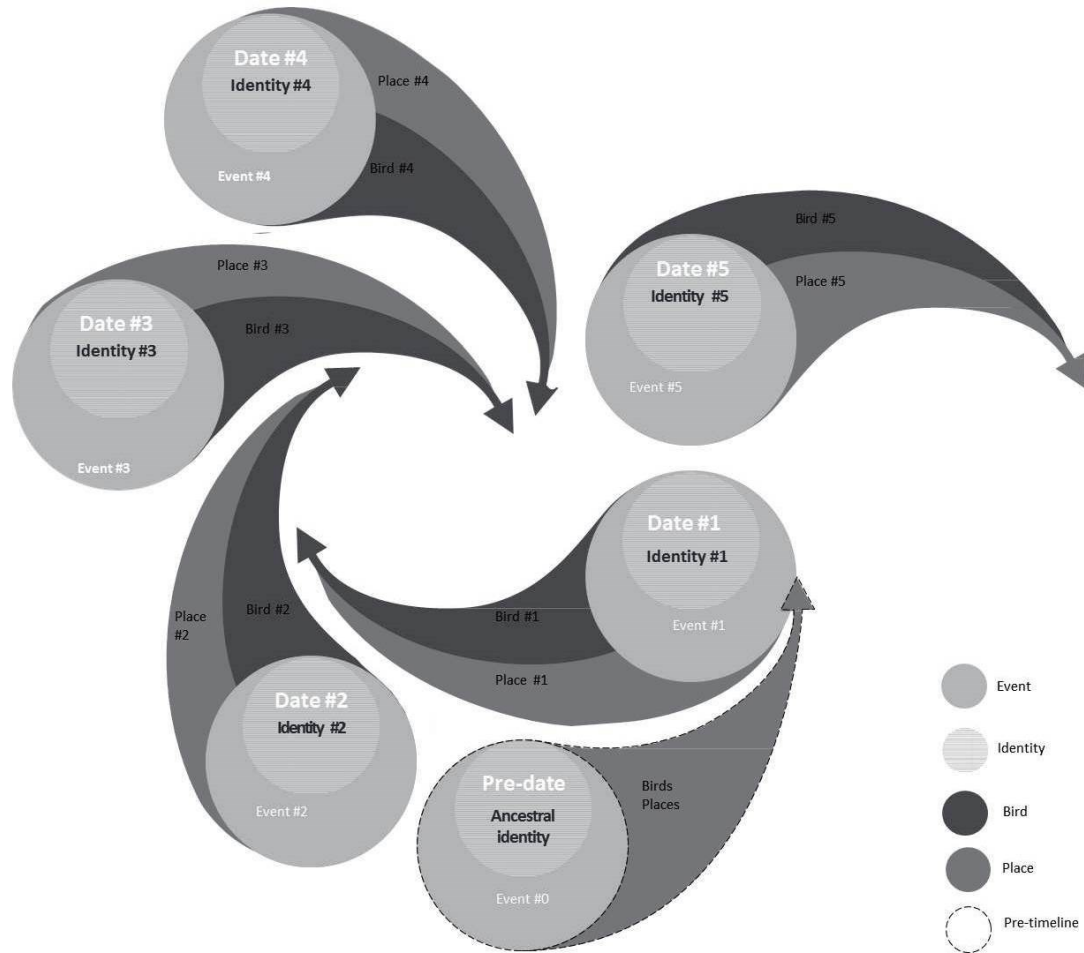 Date #4
Identity #4
Event #4
Place #4
Bird #4
Date #3
Identity #3
Event #3
Place #3
Bird #3
Date #5
Identity #5
Event #5
Bird #5
Place #5
Date #1
Identity #1
Event #1
Bird #1
Place #1
Place
#2
Bird #2
Date #2
Identity #2
Event #2
Pre-date
Ancestral
identity
Event #0
Birds
Places
Event
Identity
Bird
Place
Pre-timeline